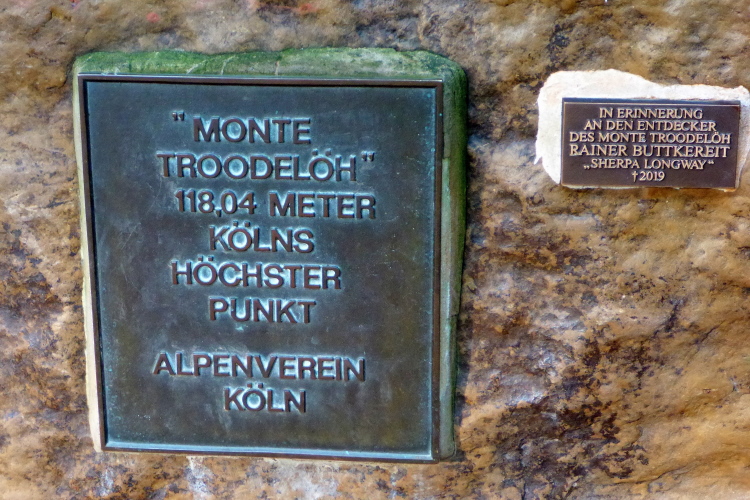 "MONTE
TROODELÖH"
118,04 METER
KÖLNS
HÖCHSTER
PUNKT
ALPENVEREIN
KÖLN
IN ERINNERUNG
AN DEN ENTDECKER
DES MONTE TROODELÖH
RAINER BUTTKEREIT
„SHERPA LONGWAY“
†2019